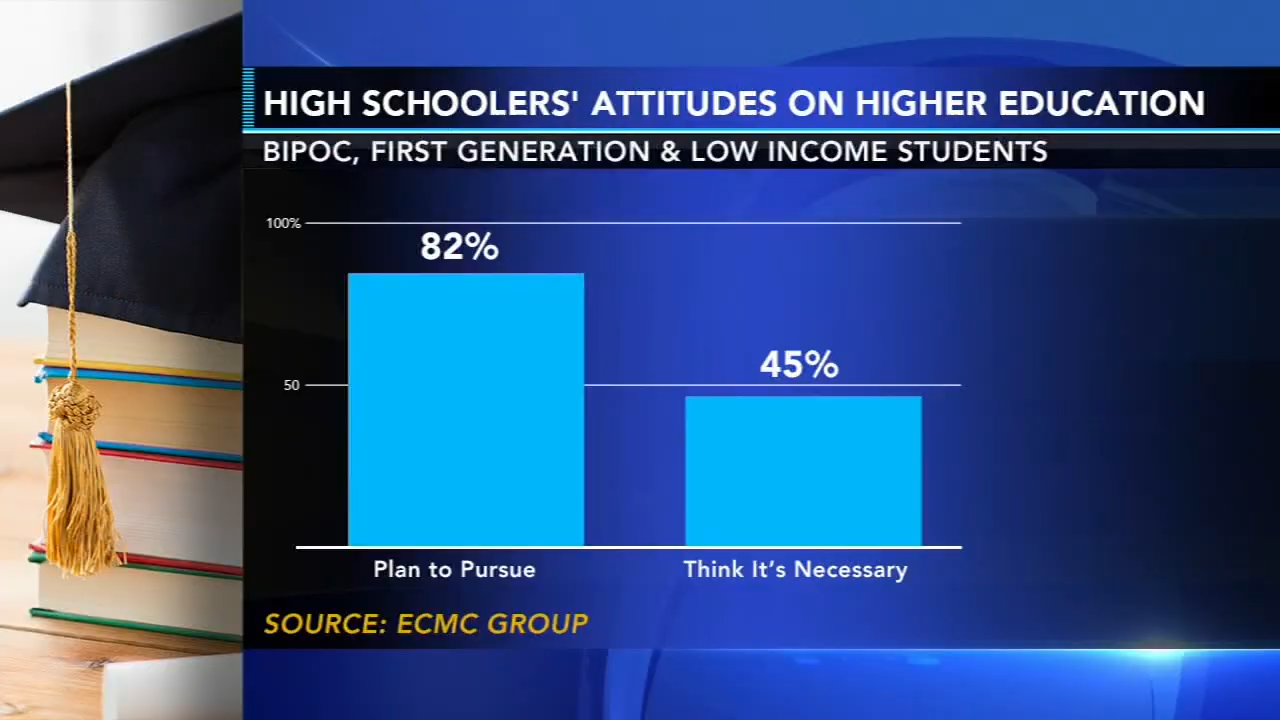 HIGH SCHOOLERS' ATTITUDES ON HIGHER EDUCATION
BIPOC, FIRST GENERATION & LOW INCOME STUDENTS
100%
82%
50
45%
Plan to Pursue
Think It’s Necessary
SOURCE: ECMC GROUP